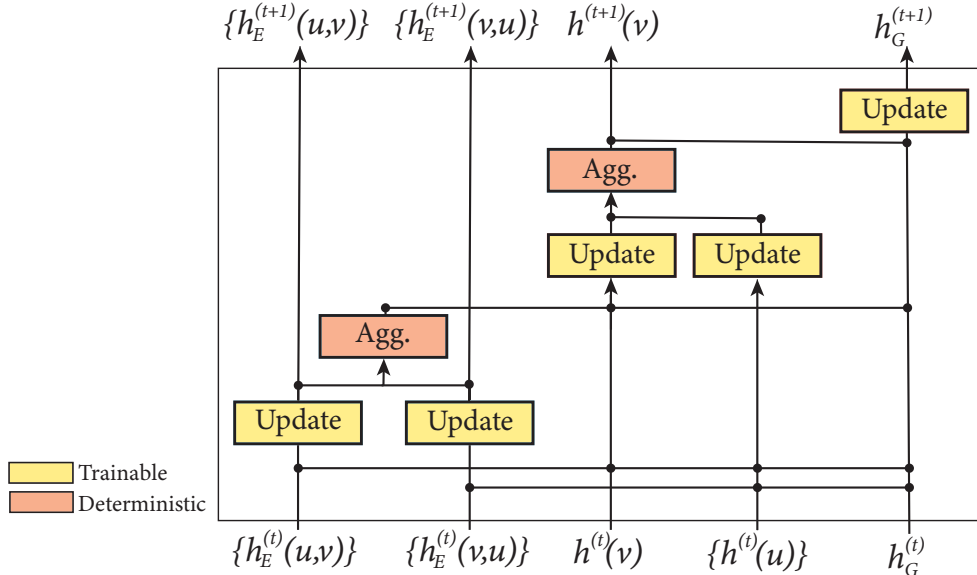 {h_E^(t+1)(u,v)} {h_E^(t+1)(v,u)} h^(t+1)(v) h_G^(t+1)
Update
Agg.
Update Update
Agg.
Update Update
Trainable
Deterministic
{h_E^(t)(u,v)} {h_E^(t)(v,u)} h^(t)(v) {h^(t)(u)} h_G^(t)